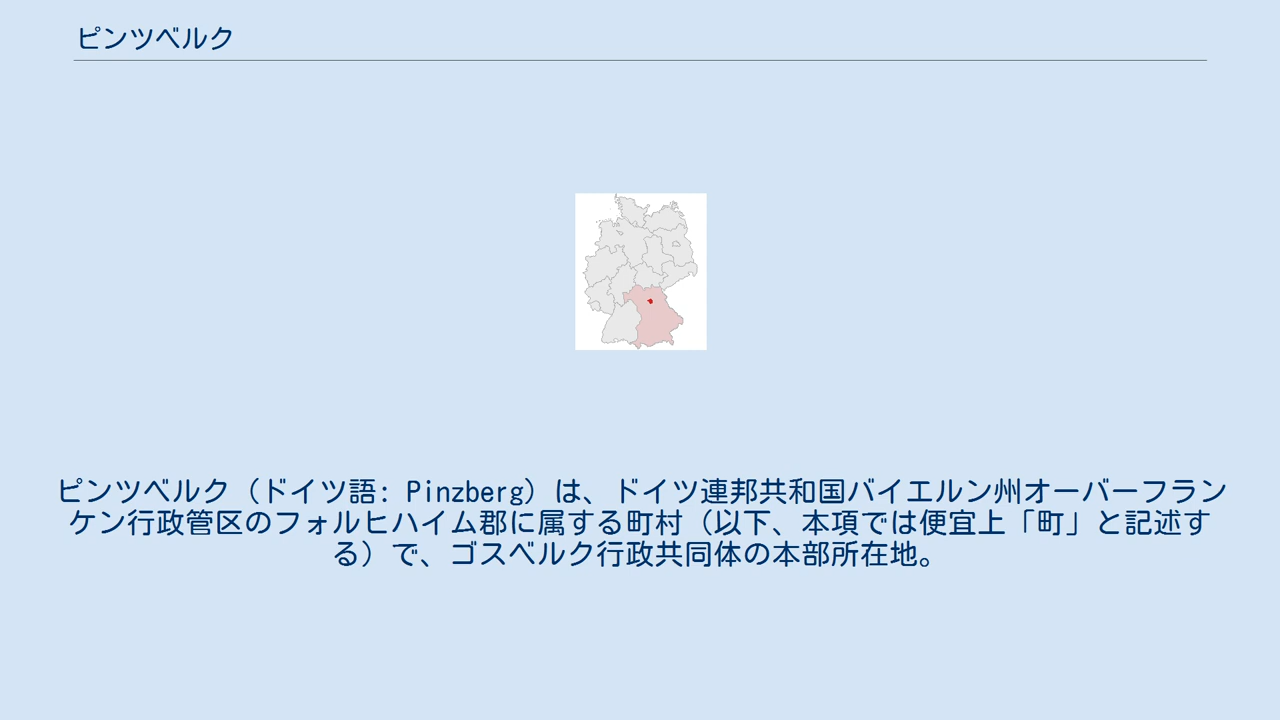 ピンツベルク
ピンツベルク（ドイツ語: Pinzberg）は、ドイツ連邦共和国バイエルン州オーバーフラン
ケン行政管区のフォルヒハイム郡に属する町村（以下、本項では便宜上「町」と記述す
る）で、ゴスベルク行政共同体の本部所在地。